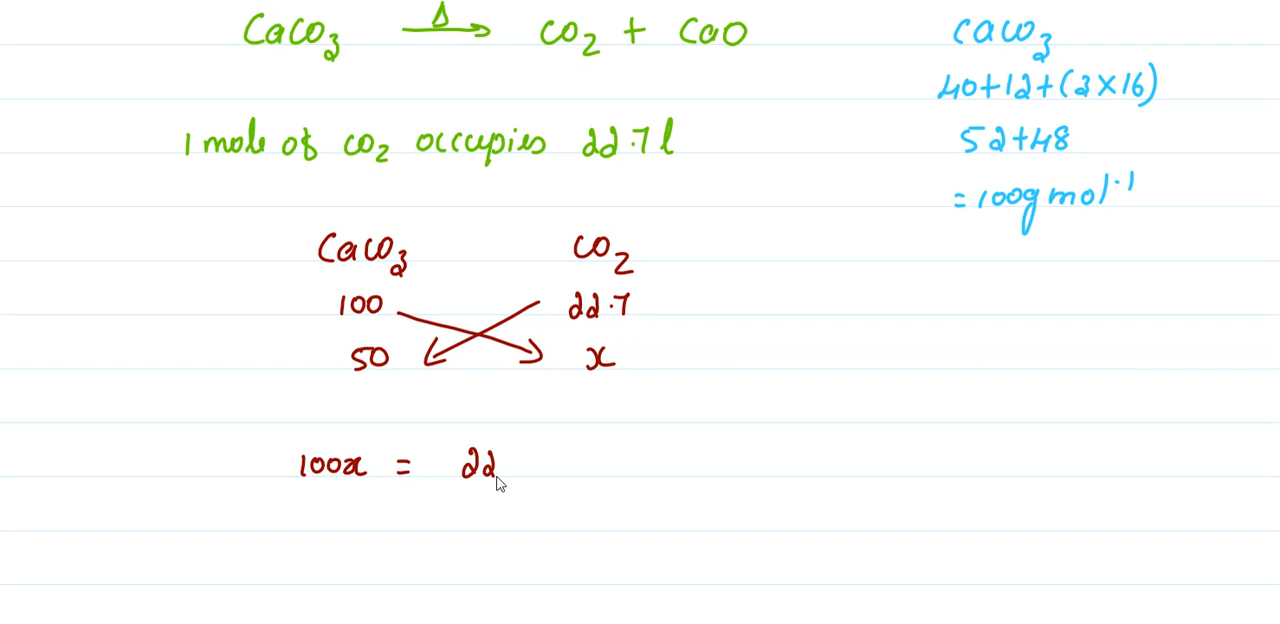 CaCO3 Δ→ CO2 + CaO
1 mole of CO2 occupies 22.7 l
CaCO3 CO2
100 22.7
50 x
100x = 22
CaCO3
40+12+(3×16)
52+48
=100g mol-1